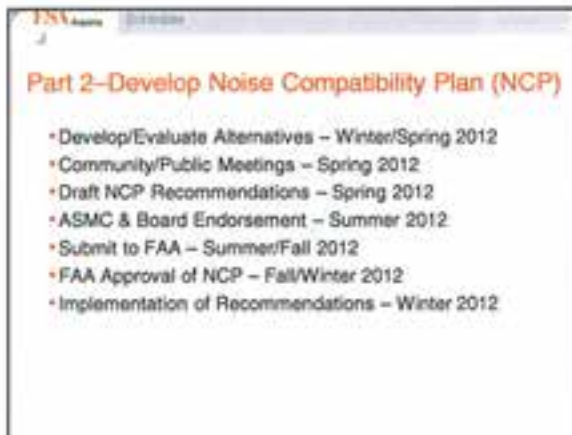 Part 2–Develop Noise Compatibility Plan (NCP)
•Develop/Evaluate Alternatives – Winter/Spring 2012
•Community/Public Meetings – Spring 2012
•Draft NCP Recommendations – Spring 2012
•ASMC & Board Endorsement – Summer 2012
•Submit to FAA – Summer/Fall 2012
•FAA Approval of NCP – Fall/Winter 2012
•Implementation of Recommendations – Winter 2012